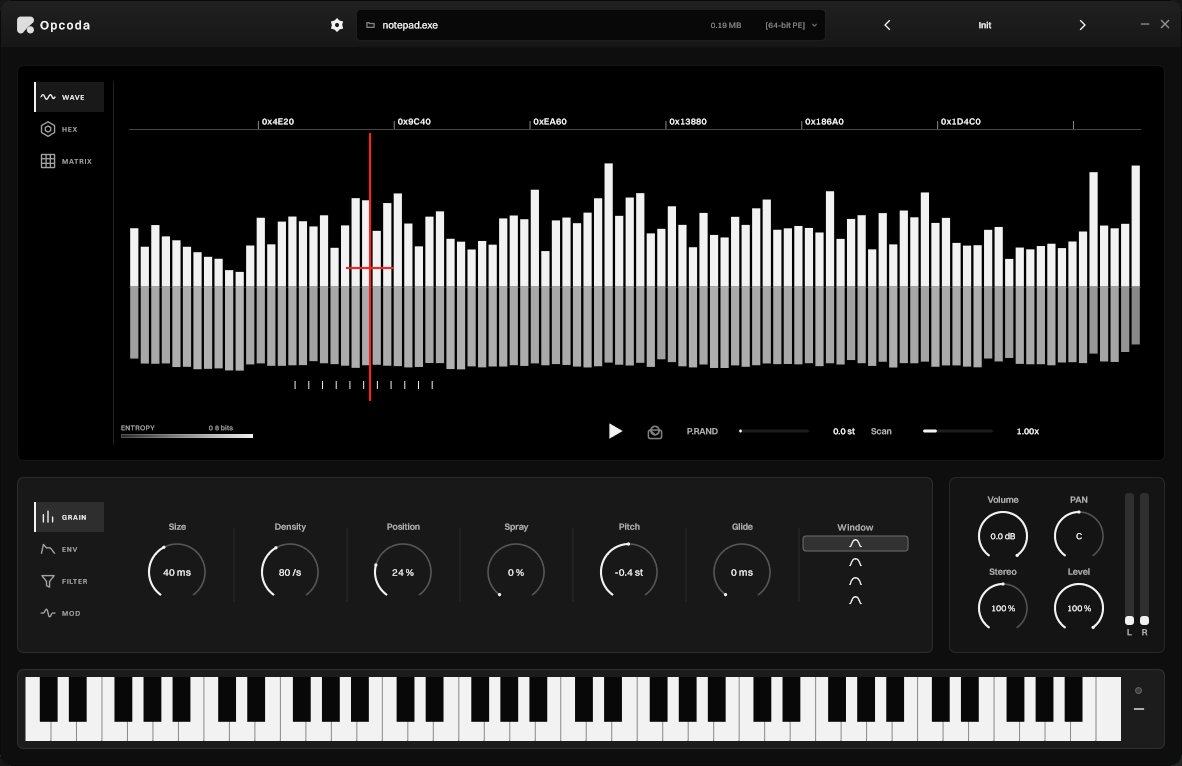 Opcoda
notepad.exe
0.19 MB
[64-bit PE]
Init
WAVE
HEX
MATRIX
0x4E20
0x9C40
0xEA60
0x13880
0x186A0
0x1D4C0
ENTROPY
0 8 bits
P.RAND
0.0 st
Scan
1.00x
GRAIN
ENV
FILTER
MOD
Size
40 ms
Density
80 /s
Position
24 %
Spray
0 %
Pitch
-0.4 st
Glide
0 ms
Window
Volume
0.0 dB
PAN
C
Stereo
100 %
Level
100 %
L R